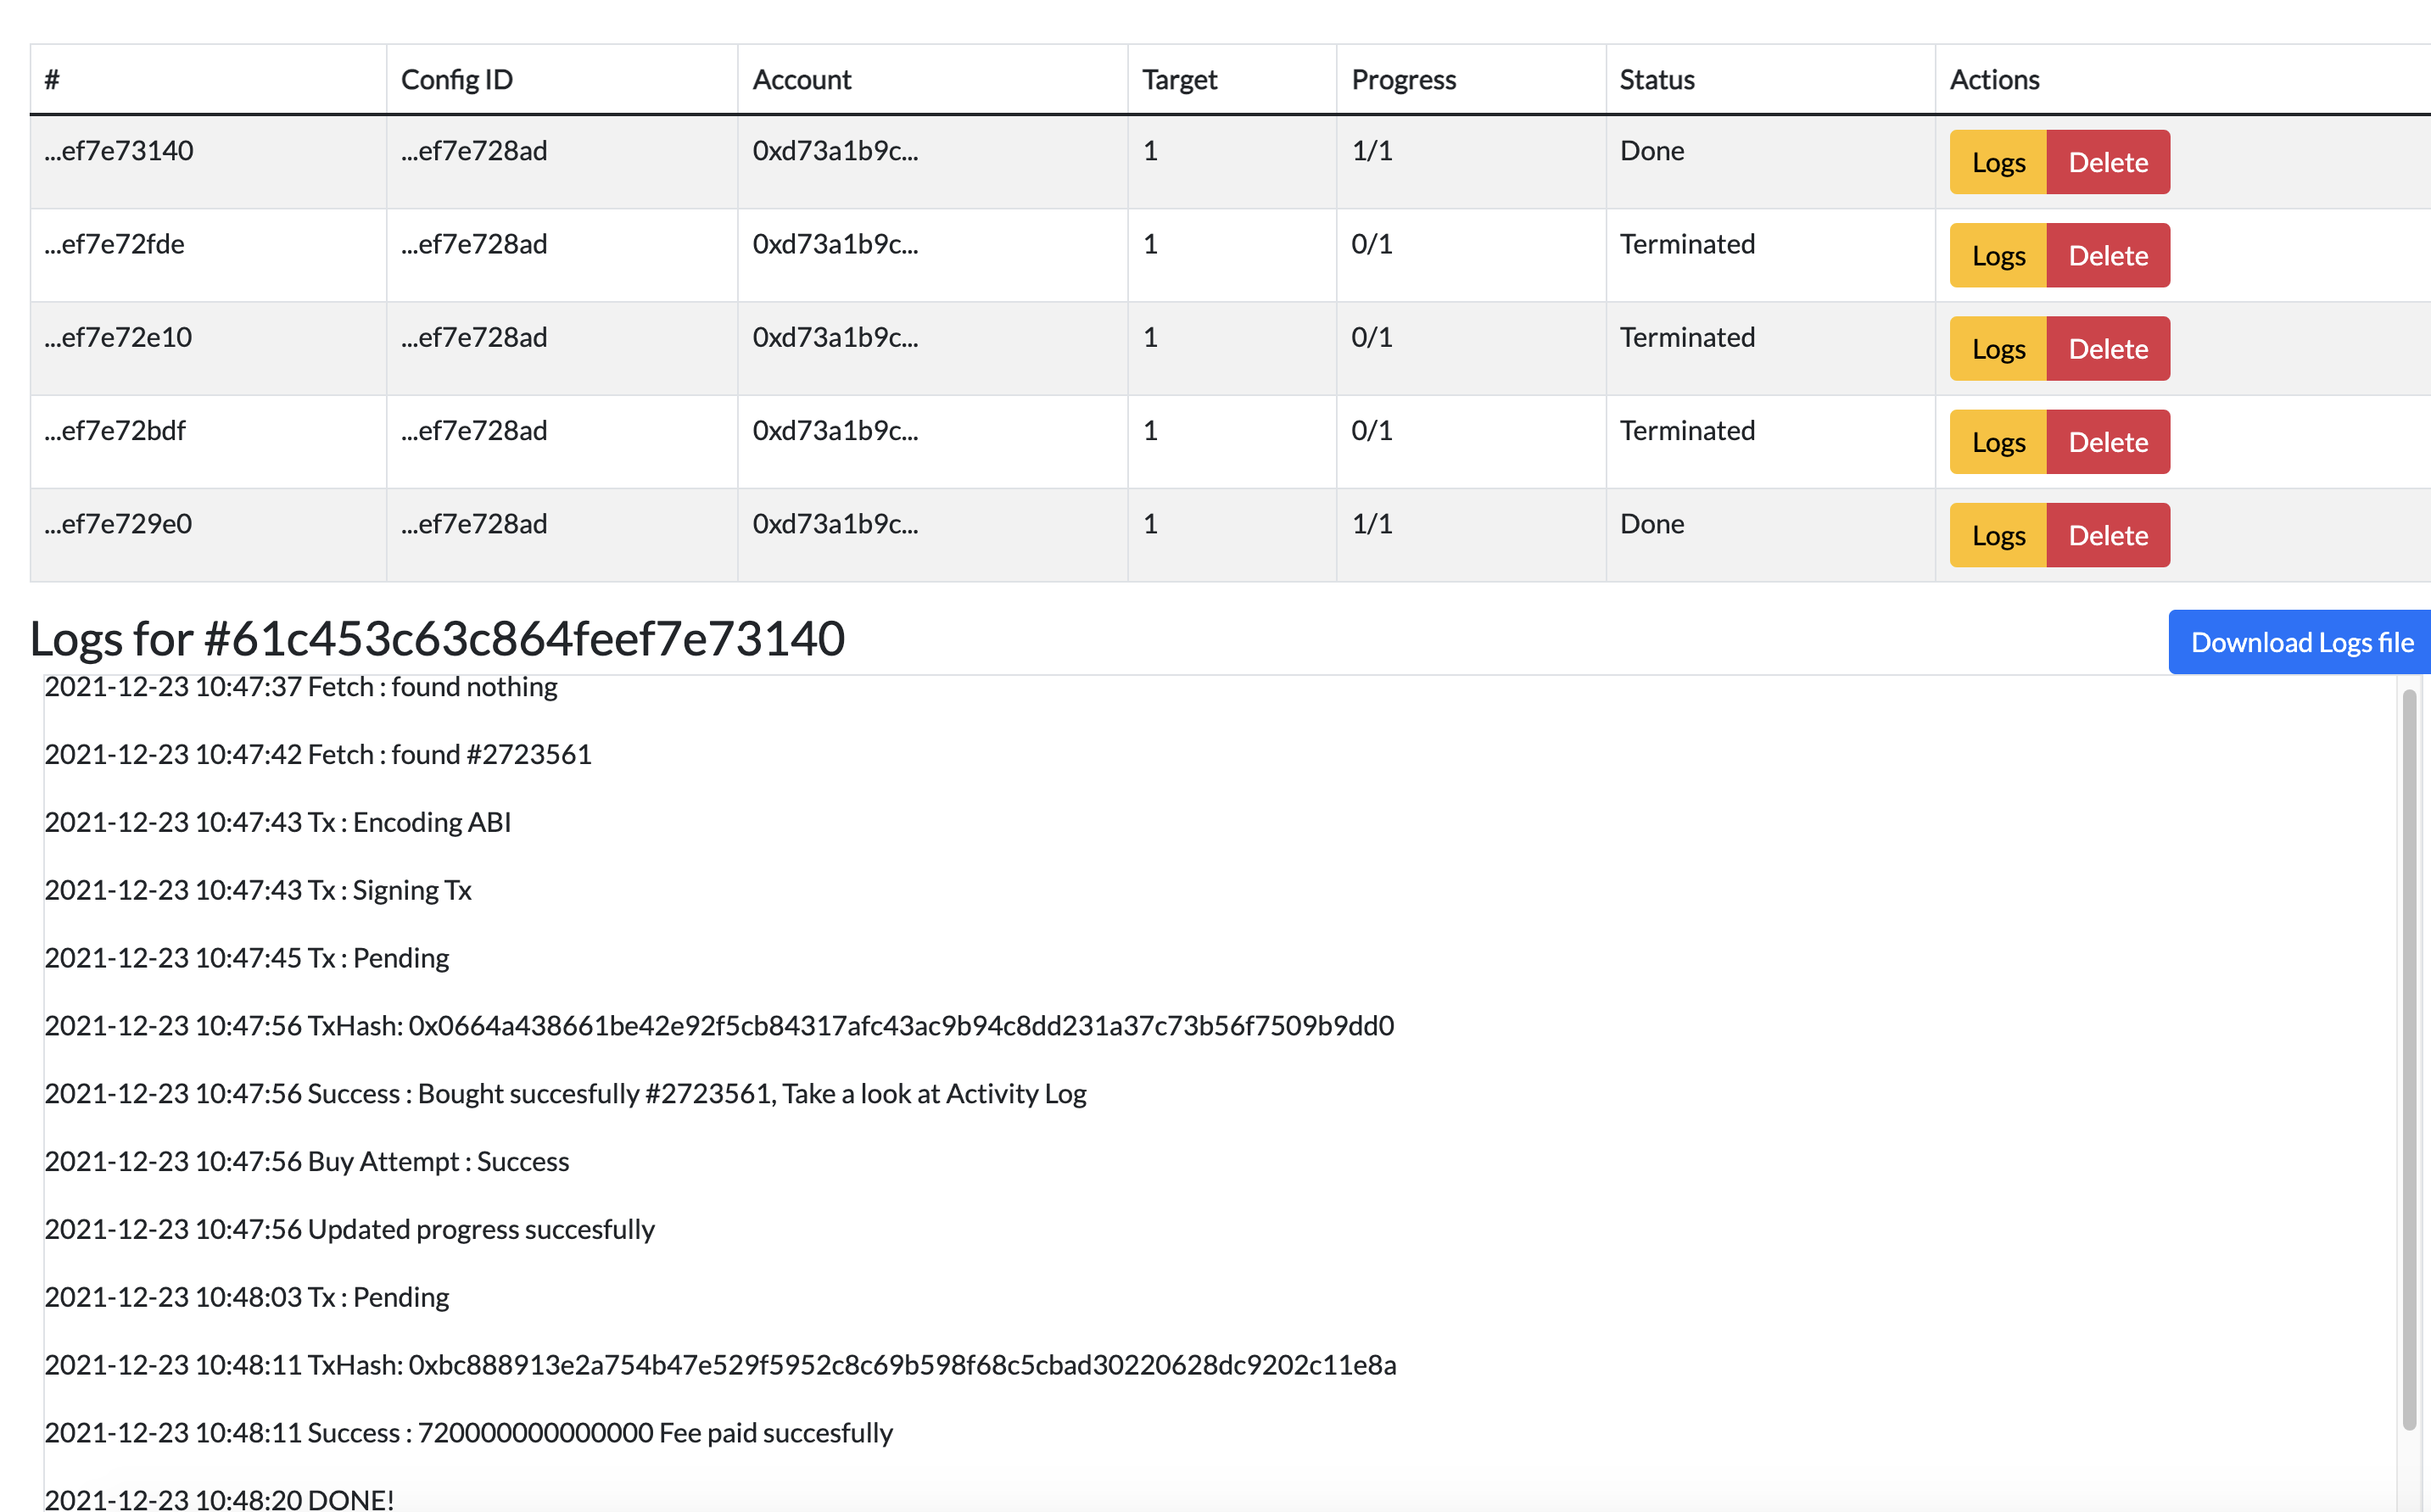 # Config ID Account Target Progress Status Actions
...ef7e73140 ...ef7e728ad 0xd73a1b9c... 1 1/1 Done Logs Delete
...ef7e72fde ...ef7e728ad 0xd73a1b9c... 1 0/1 Terminated Logs Delete
...ef7e72e10 ...ef7e728ad 0xd73a1b9c... 1 0/1 Terminated Logs Delete
...ef7e72bdf ...ef7e728ad 0xd73a1b9c... 1 0/1 Terminated Logs Delete
...ef7e729e0 ...ef7e728ad 0xd73a1b9c... 1 1/1 Done Logs Delete
Logs for #61c453c63c864feef7e73140 Download Logs file
2021-12-23 10:47:37 Fetch : found nothing
2021-12-23 10:47:42 Fetch : found #2723561
2021-12-23 10:47:43 Tx : Encoding ABI
2021-12-23 10:47:43 Tx : Signing Tx
2021-12-23 10:47:45 Tx : Pending
2021-12-23 10:47:56 TxHash: 0x0664a438661be42e92f5cb84317afc43ac9b94c8dd231a37c73b56f7509b9dd0
2021-12-23 10:47:56 Success : Bought succesfully #2723561, Take a look at Activity Log
2021-12-23 10:47:56 Buy Attempt : Success
2021-12-23 10:47:56 Updated progress succesfully
2021-12-23 10:48:03 Tx : Pending
2021-12-23 10:48:11 TxHash: 0xbc888913e2a754b47e529f5952c8c69b598f68c5cbad30220628dc9202c11e8a
2021-12-23 10:48:11 Success : 720000000000000 Fee paid succesfully
2021-12-23 10:48:20 DONE!